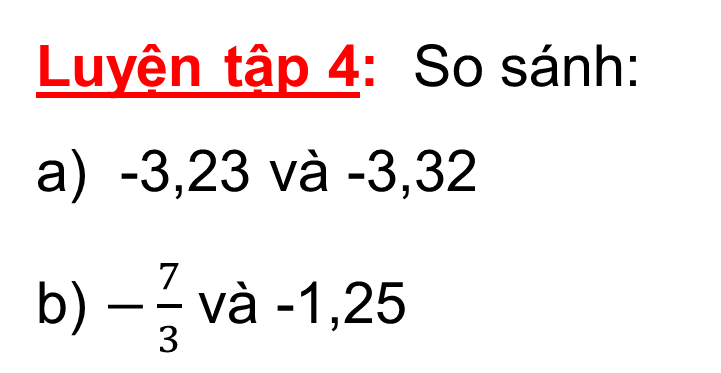 Luyện tập 4: So sánh:
a) -3,23 và -3,32
b) −7/3 và -1,25